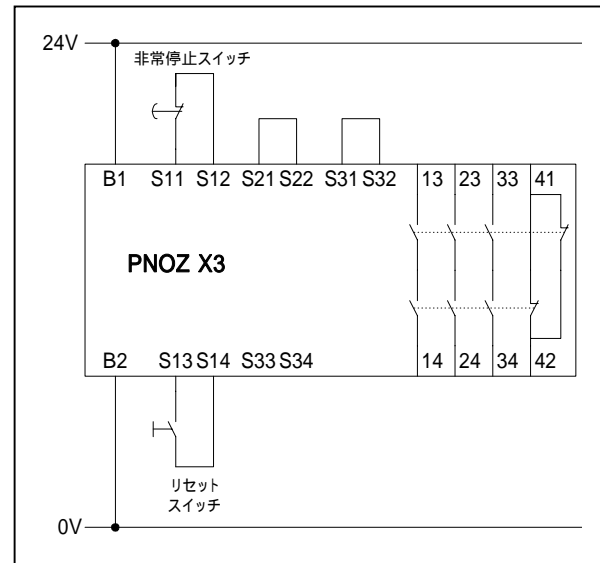 24V
非常停止スイッチ
B1 S11 S12 S21 S22 S31 S32 13 23 33 41
PNOZ X3
B2 S13 S14 S33 S34 14 24 34 42
リセット
スイッチ
0V